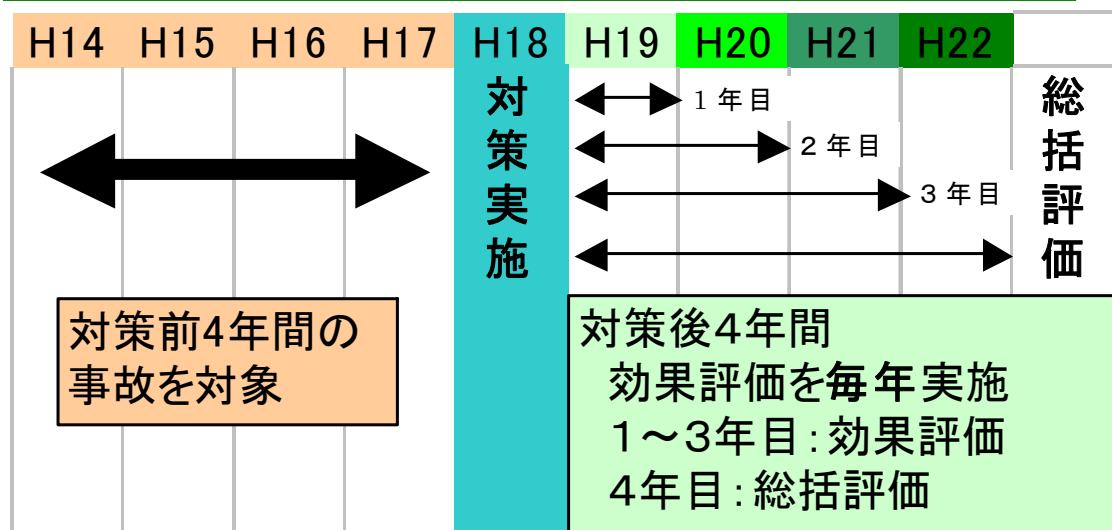 H14 H15 H16 H17 H18 H19 H20 H21 H22
対策実施
1年目
２年目
３年目
総括評価
対策前4年間の
事故を対象
対策後4年間
効果評価を毎年実施
１～３年目：効果評価
４年目：総括評価